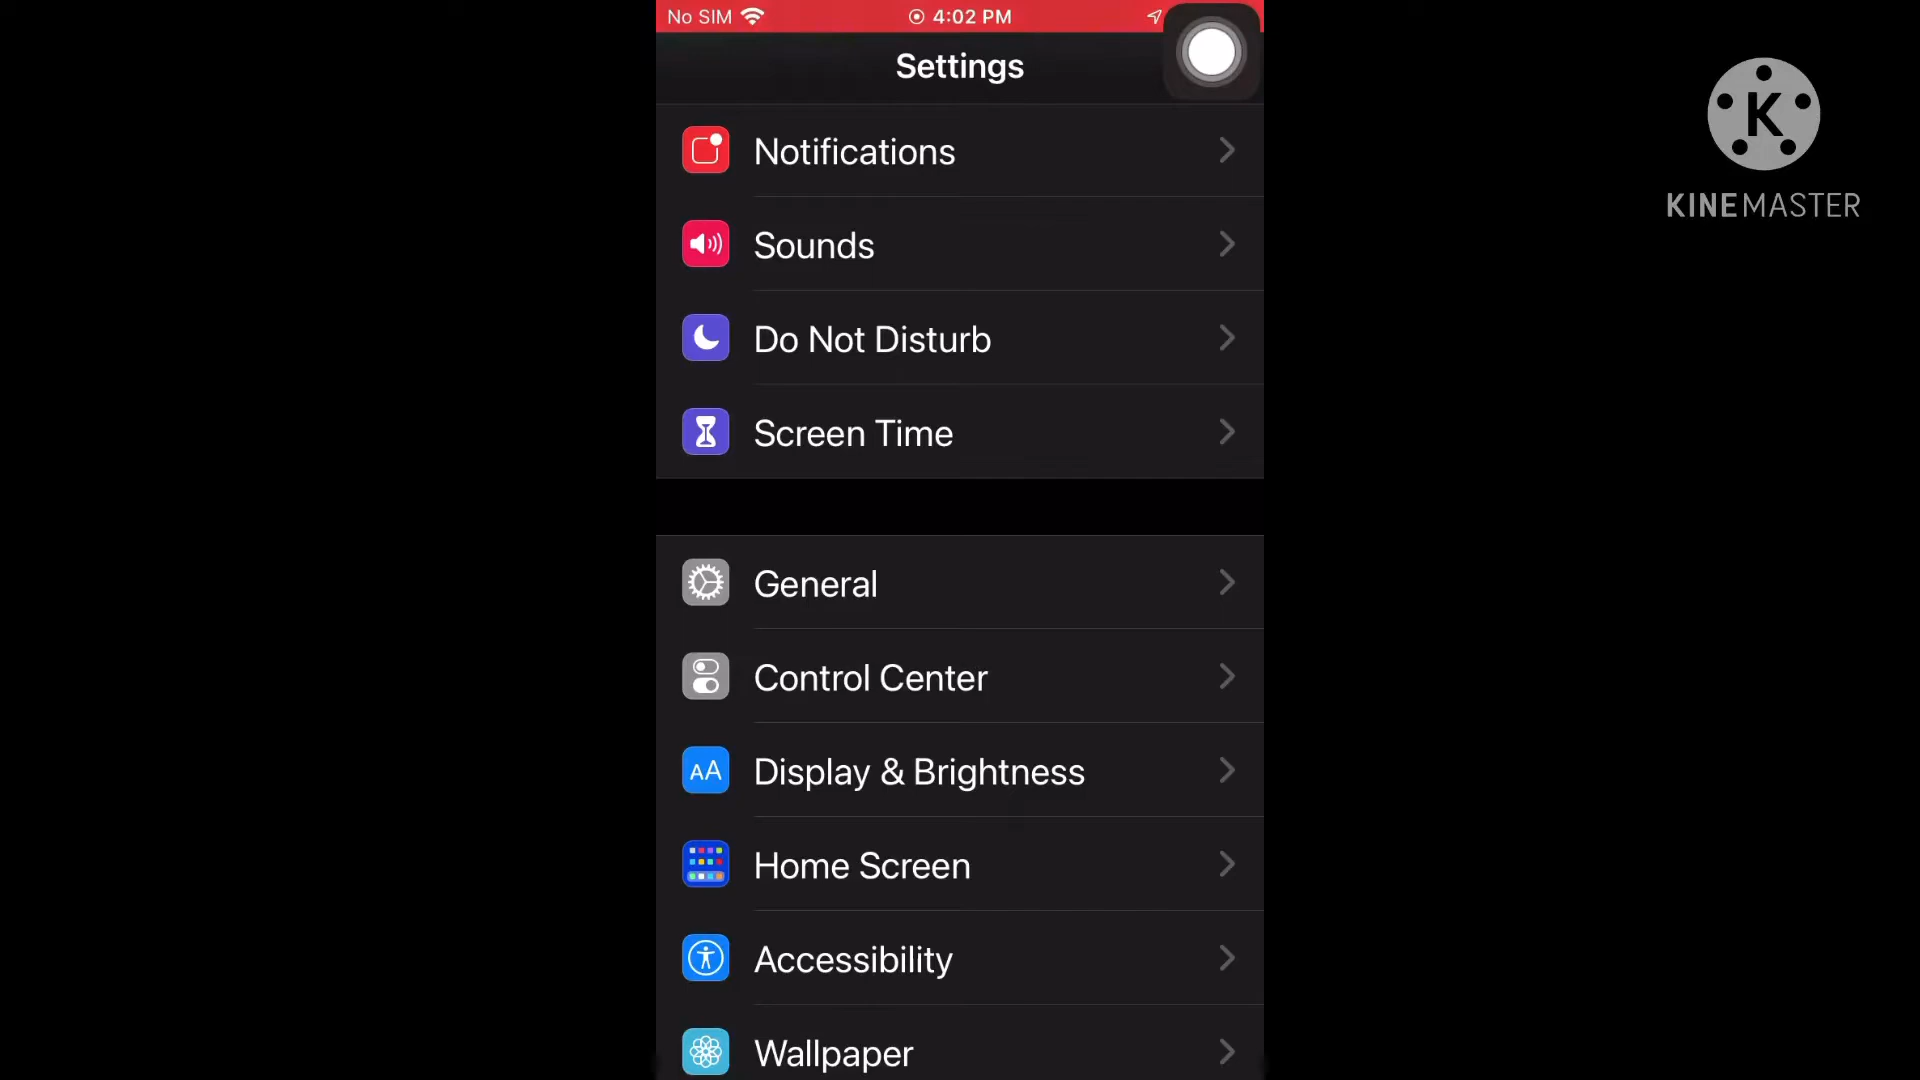 No SIM 4:02 PM
Settings
Notifications
Sounds
Do Not Disturb
Screen Time
General
Control Center
AA Display & Brightness
Home Screen
Accessibility
Wallpaper
K
KINEMASTER